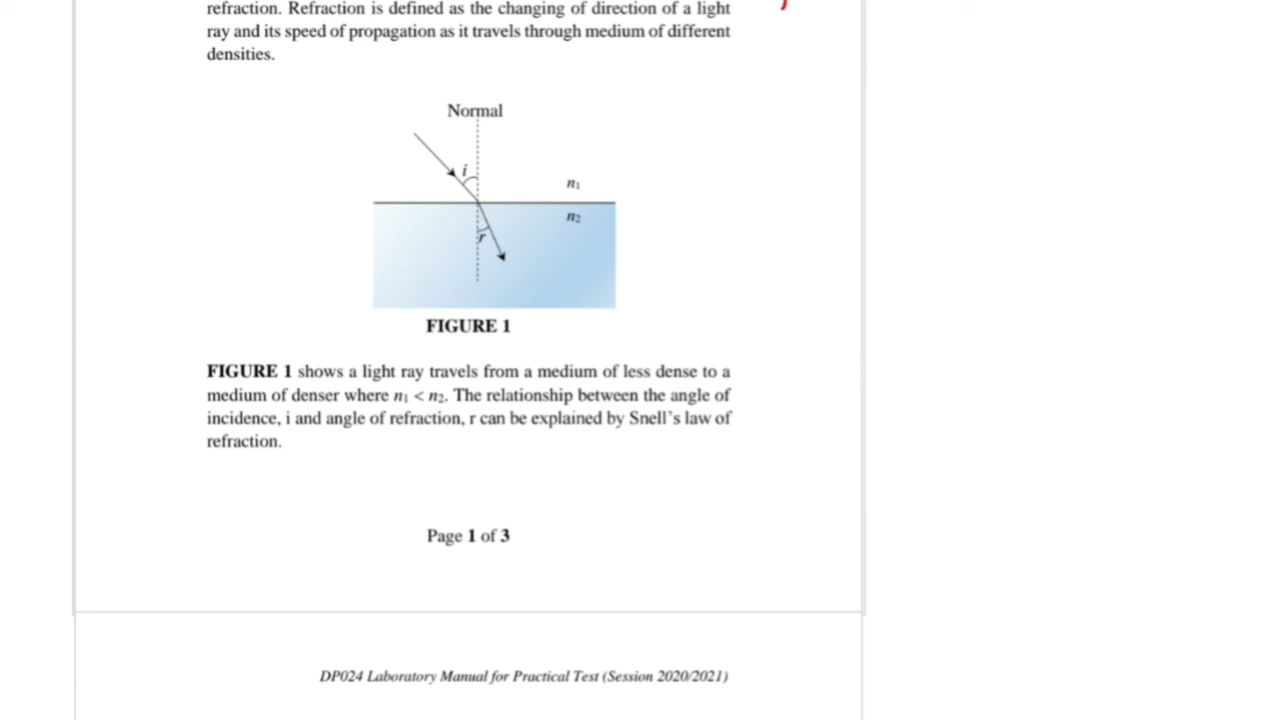 refraction. Refraction is defined as the changing of direction of a light
ray and its speed of propagation as it travels through medium of different
densities.
Normal
i
n₁
n₂
r
FIGURE 1
FIGURE 1 shows a light ray travels from a medium of less dense to a
medium of denser where n₁ < n₂. The relationship between the angle of
incidence, i and angle of refraction, r can be explained by Snell's law of
refraction.
Page 1 of 3
DP024 Laboratory Manual for Practical Test (Session 2020/2021)